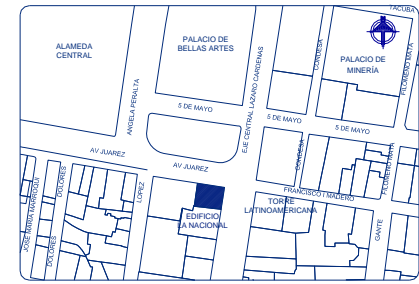 TACUBA
ALAMEDA
CENTRAL
PALACIO DE
BELLAS ARTES
PALACIO DE
MINERÍA
ANGELA PERALTA
EJE CENTRAL LAZARO CARDENAS
CONDESA
FILOMENO MATA
5 DE MAYO
5 DE MAYO
5 DE MAYO
AV JUAREZ
AV JUAREZ
CONDESA
FILOMENO MATA
JOSE MARIA MARROQUI
DOLORES
DOLORES
LOPEZ
FRANCISCO I MADERO
EDIFICIO
LA NACIONAL
TORRE
LATINOAMERICANA
GANTE